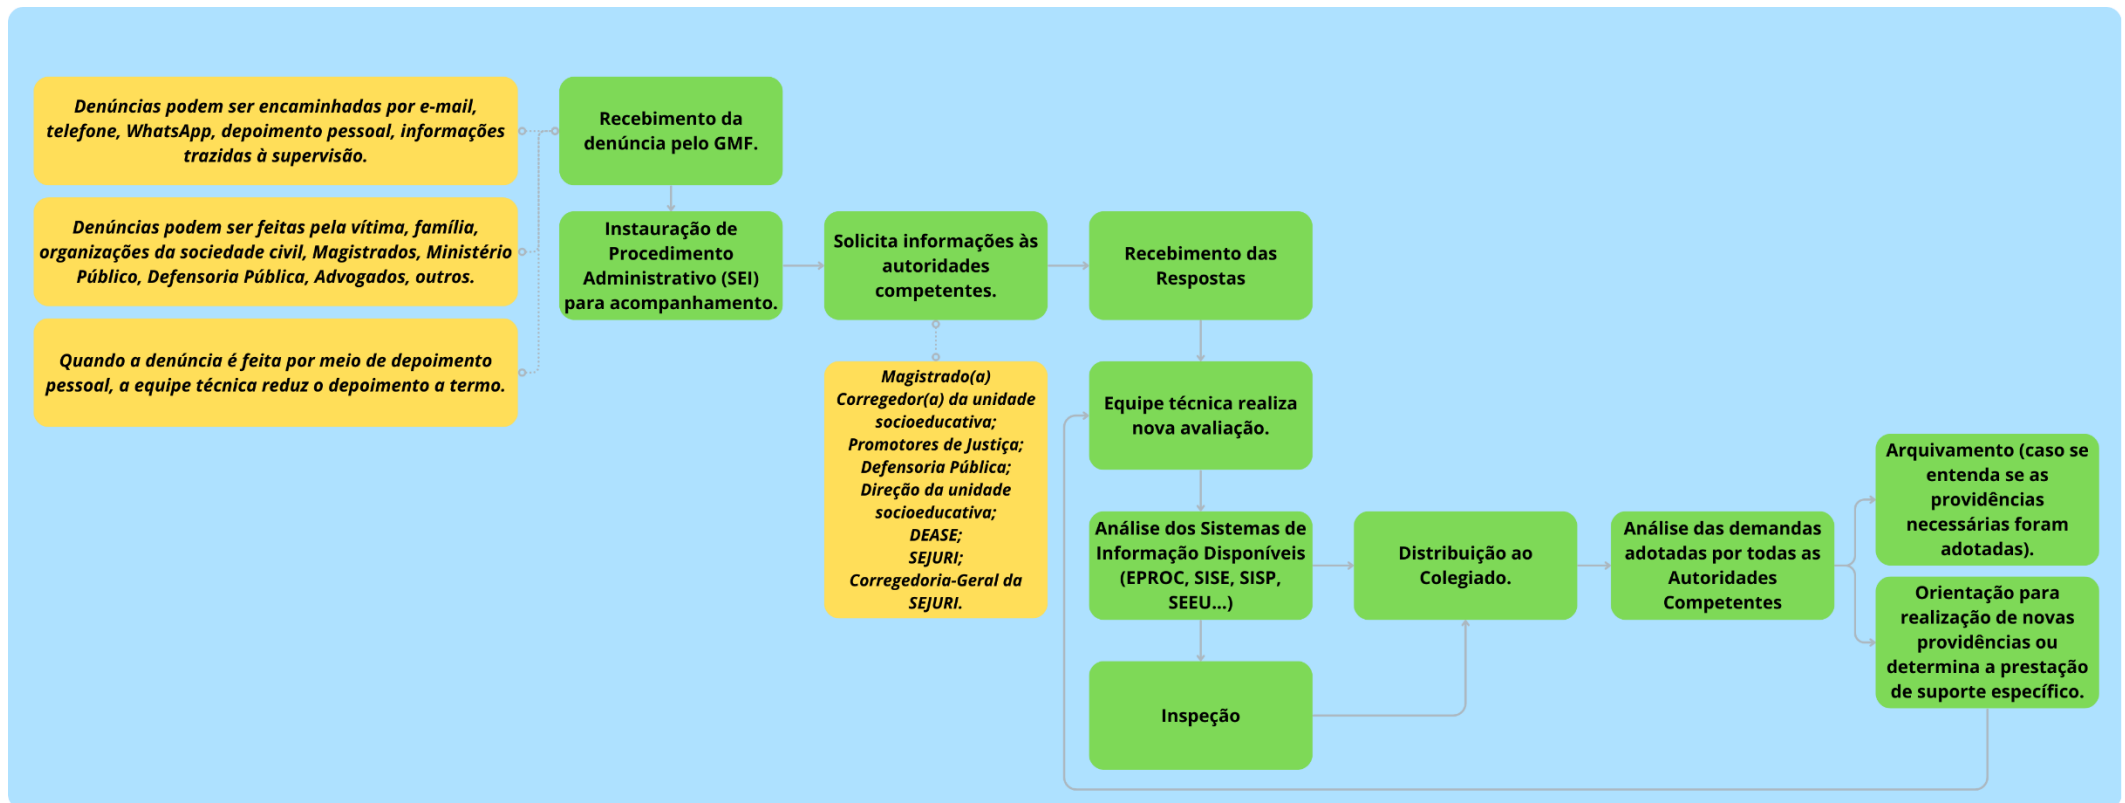 Denúncias podem ser encaminhadas por e-mail,
telefone, WhatsApp, depoimento pessoal, informações
trazidas à supervisão.
Denúncias podem ser feitas pela vítima, família,
organizações da sociedade civil, Magistrados, Ministério
Público, Defensoria Pública, Advogados, outros.
Quando a denúncia é feita por meio de depoimento
pessoal, a equipe técnica reduz o depoimento a termo.
Recebimento da
denúncia pelo GMF.
Instauração de
Procedimento
Administrativo (SEI)
para acompanhamento.
Solicita informações às
autoridades
competentes.
Magistrado(a)
Corregedor(a) da unidade
socioeducativa;
Promotores de Justiça;
Defensoria Pública;
Direção da unidade
socioeducativa;
DEASE;
SEJURI;
Corregedoria-Geral da
SEJURI.
Recebimento das
Respostas
Equipe técnica realiza
nova avaliação.
Análise dos Sistemas de
Informação Disponíveis
(EPROC, SISE, SISP,
SEEU...)
Inspeção
Distribuição ao
Colegiado.
Análise das demandas
adotadas por todas as
Autoridades
Competentes
Arquivamento (caso se
entenda se as
providências
necessárias foram
adotadas).
Orientação para
realização de novas
providências ou
determina a prestação
de suporte específico.